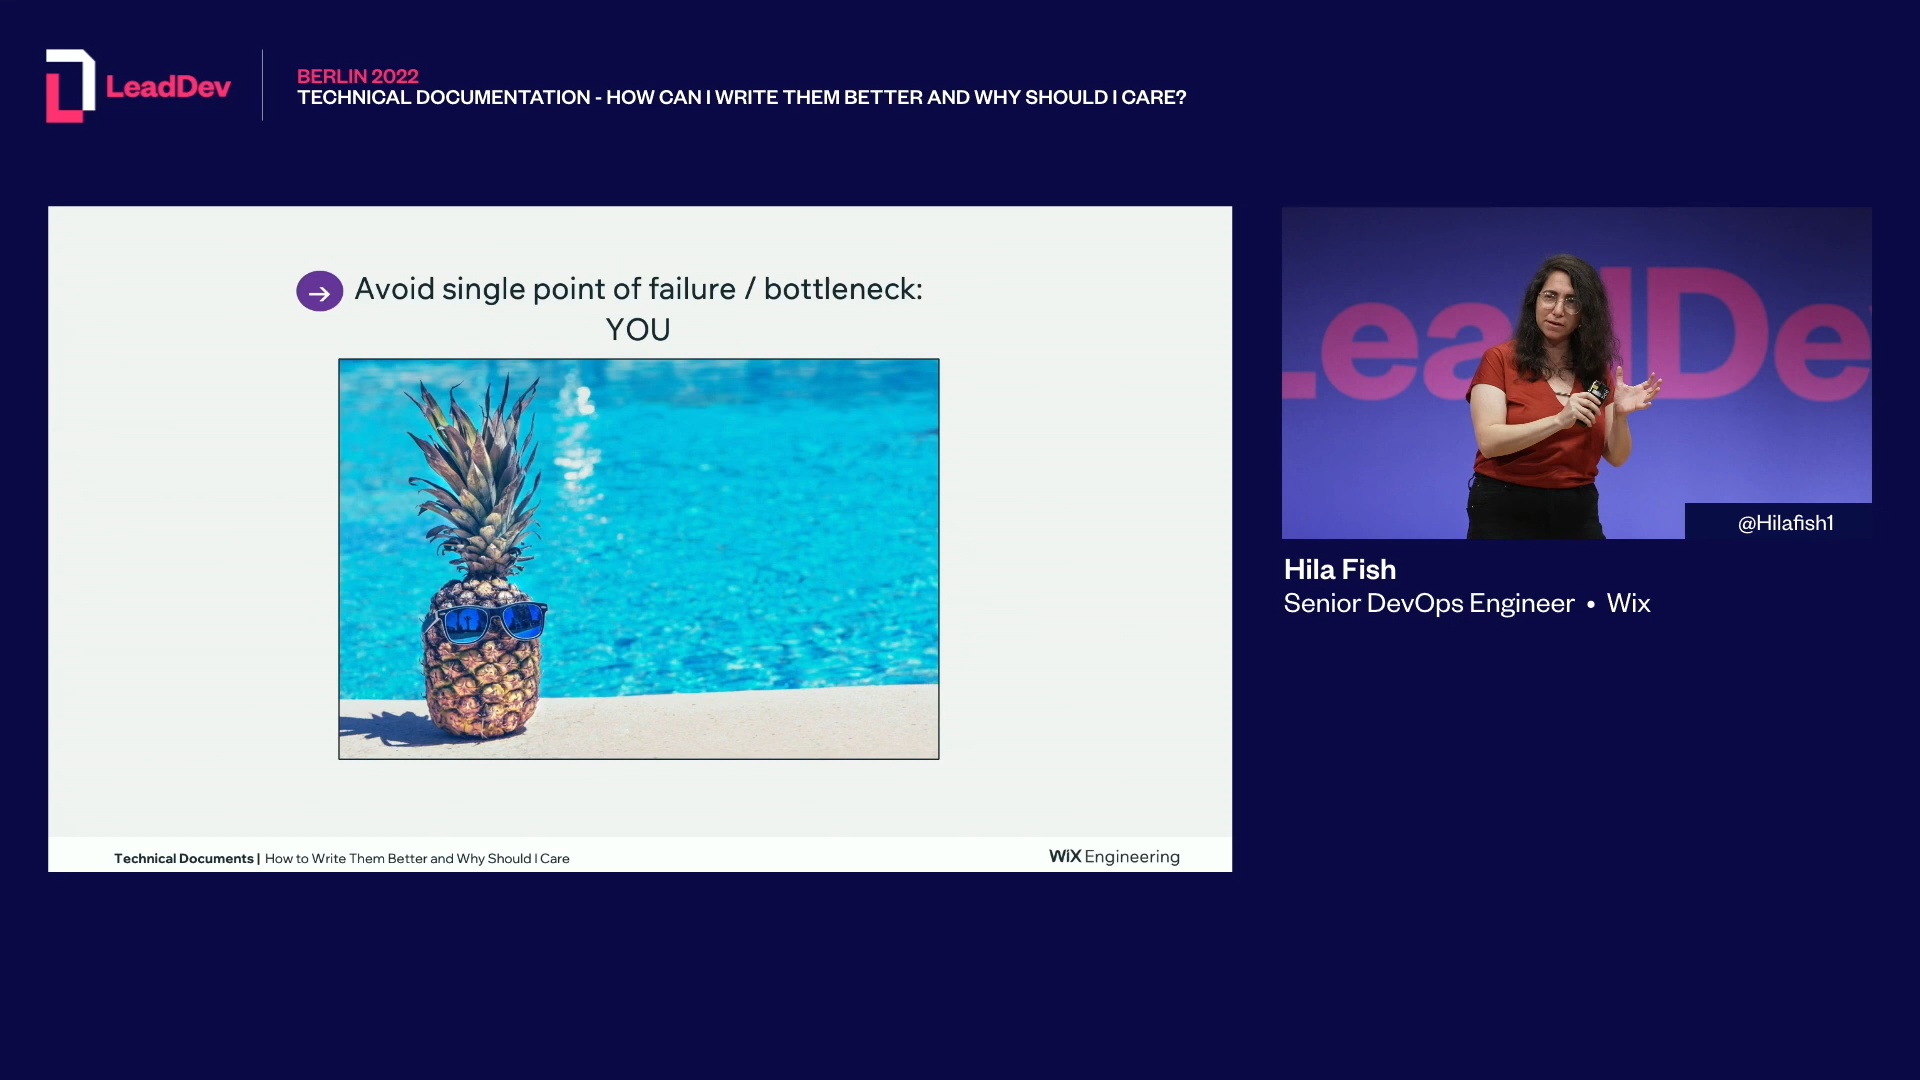 LeadDev
BERLIN 2022
TECHNICAL DOCUMENTATION - HOW CAN I WRITE THEM BETTER AND WHY SHOULD I CARE?
→ Avoid single point of failure / bottleneck:
YOU
Technical Documents | How to Write Them Better and Why Should I Care
WiX Engineering
LeadDev
@Hilafish1
Hila Fish
Senior DevOps Engineer • Wix